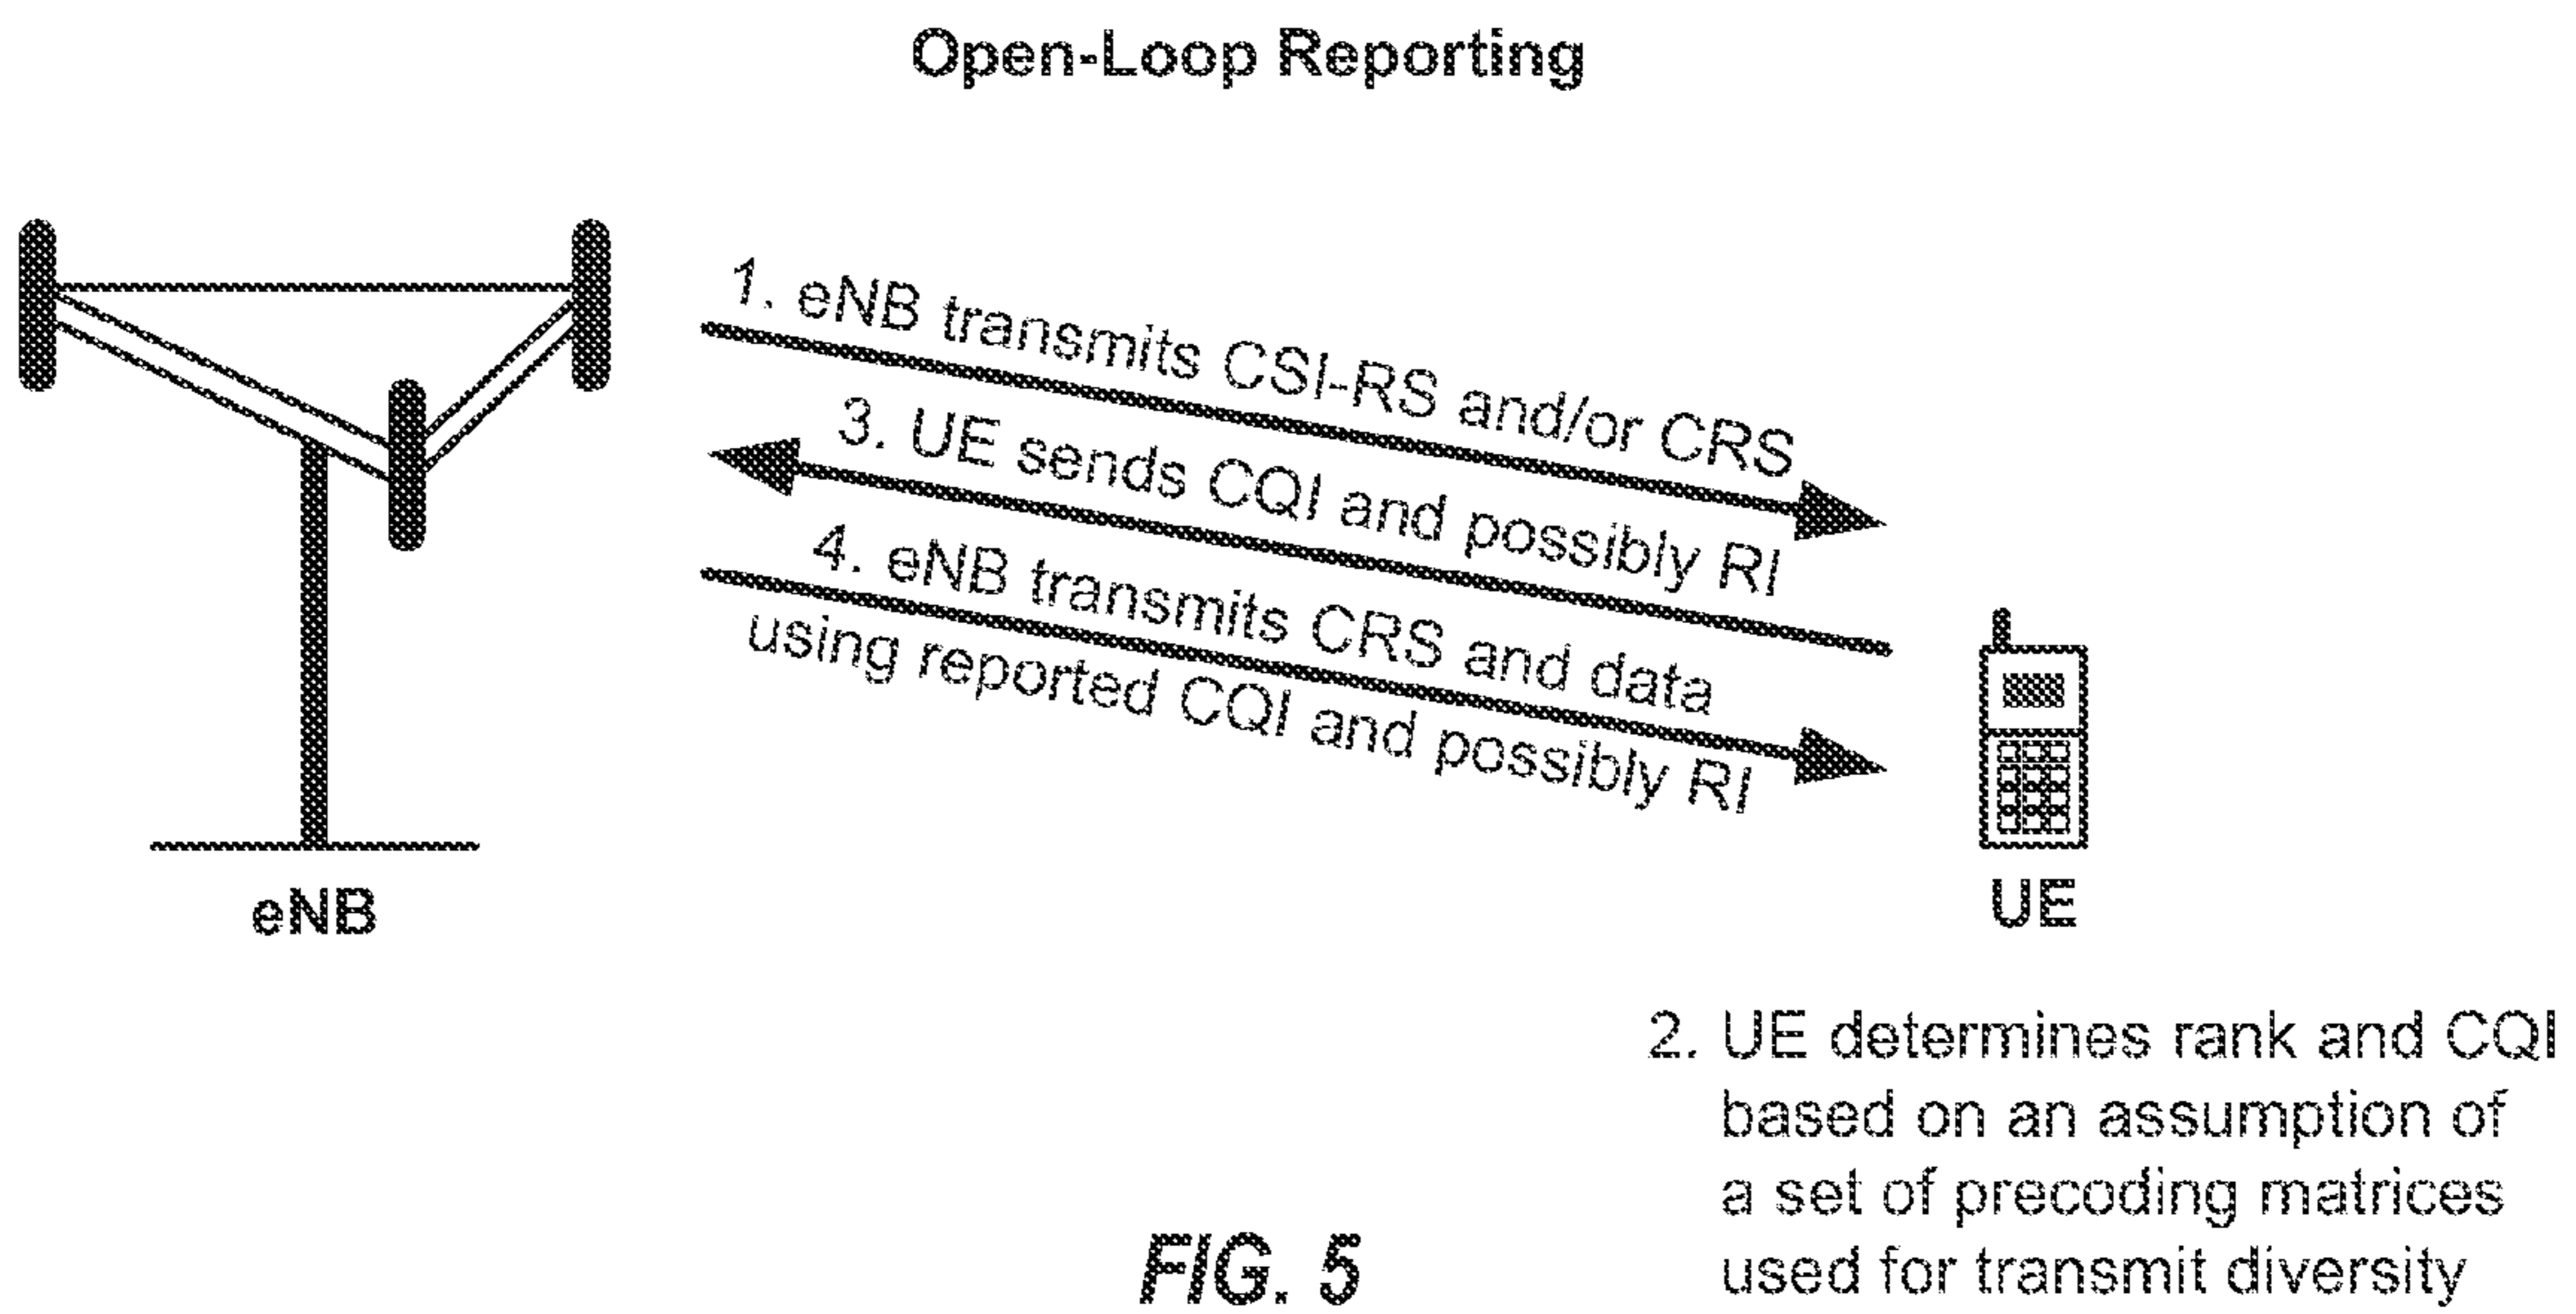 Open-Loop Reporting
1. eNB transmits CSI-RS and/or CRS
3. UE sends CQI and possibly RI
4. eNB transmits CRS and data
using reported CQI and possibly RI
eNB
UE
2. UE determines rank and CQI
based on an assumption of
a set of precoding matrices
used for transmit diversity
FIG. 5